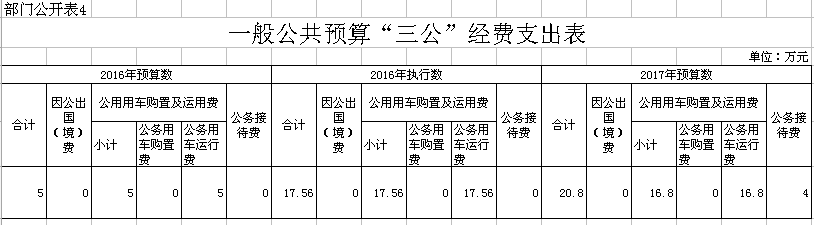 部门公开表4
一般公共预算“三公”经费支出表
单位：万元
2016年预算数 2016年执行数 2017年预算数
合计 因公出国（境）费 公用用车购置及运用费 公务接待费 合计 因公出国（境）费 公用用车购置及运用费 公务接待费 合计 因公出国（境）费 公用用车购置及运用费 公务接待费
小计 公务用车购置费 公务用车运行费 小计 公务用车购置费 公务用车运行费 小计 公务用车购置费 公务用车运行费
5 0 5 0 5 0 17.56 0 17.56 0 17.56 0 20.8 0 16.8 0 16.8 4